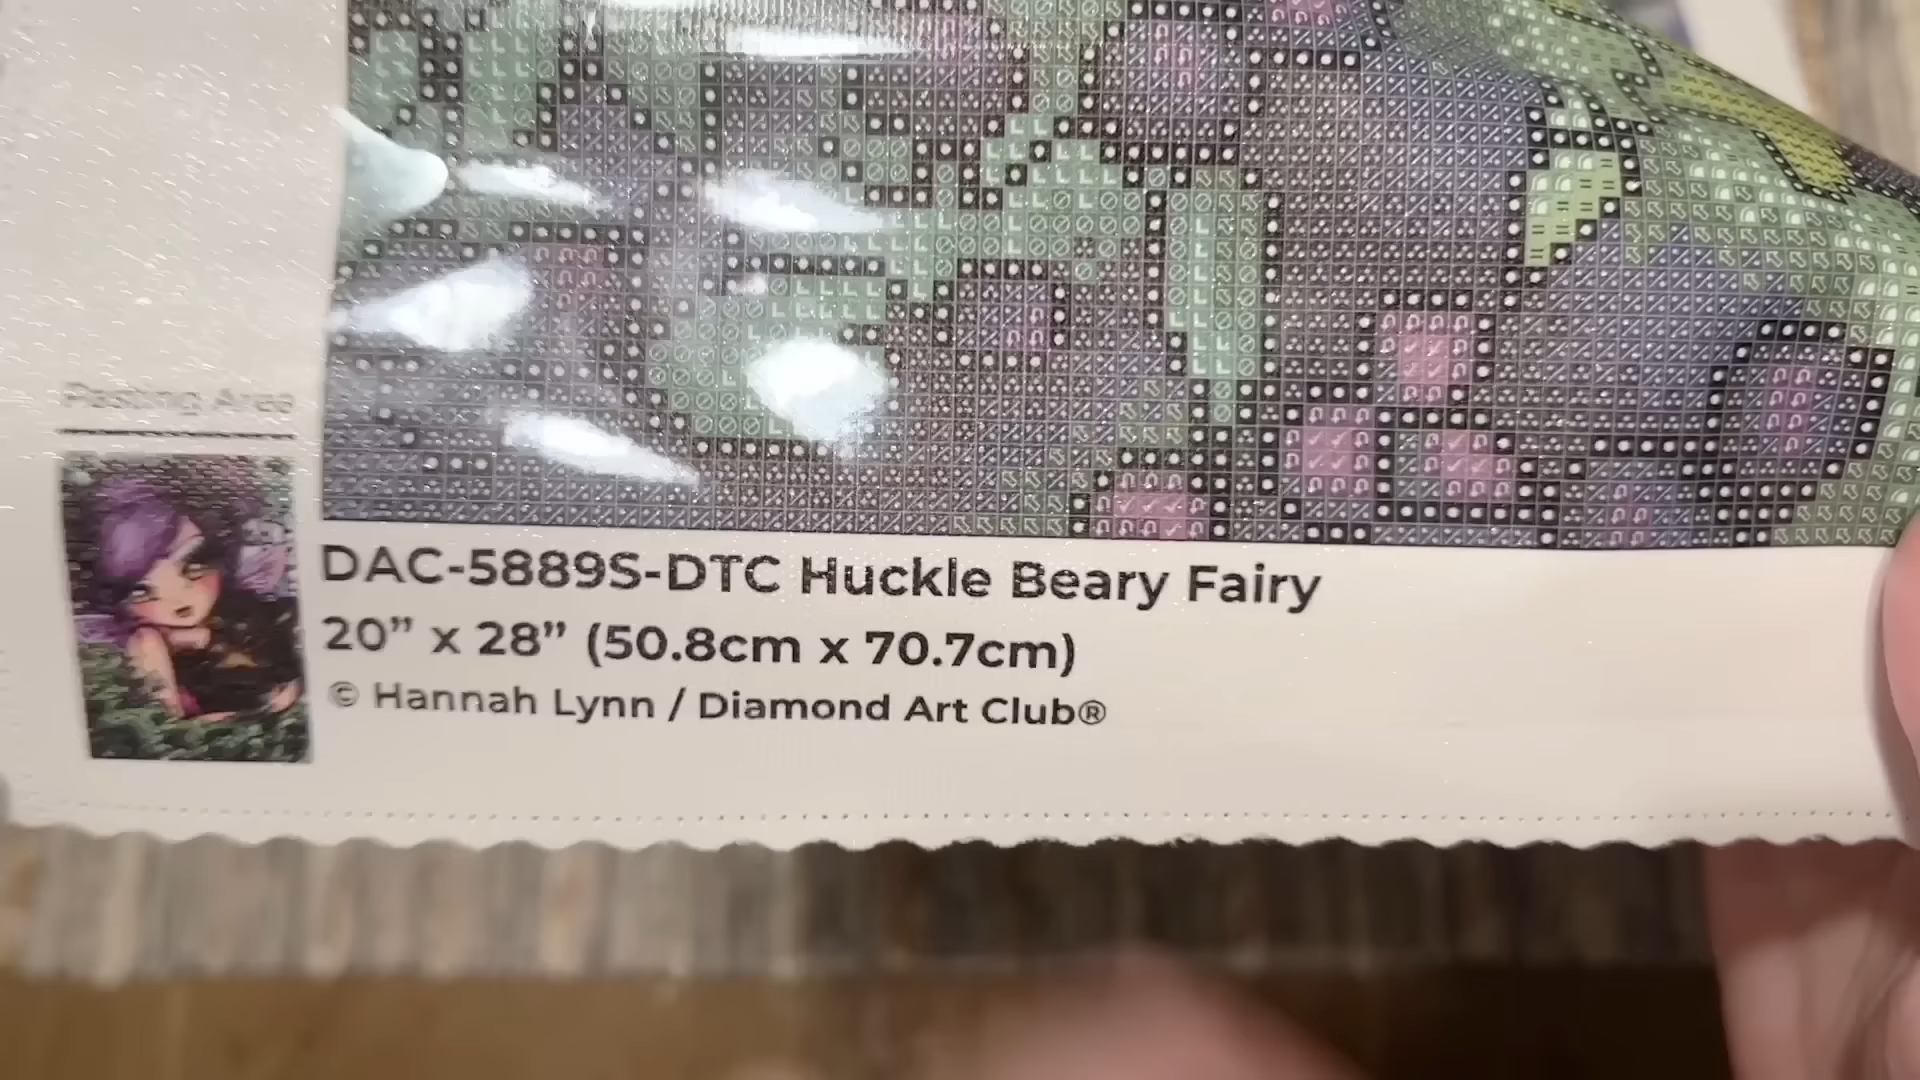 Pasting Area
DAC-5889S-DTC Huckle Beary Fairy
20” x 28” (50.8cm x 70.7cm)
© Hannah Lynn / Diamond Art Club®